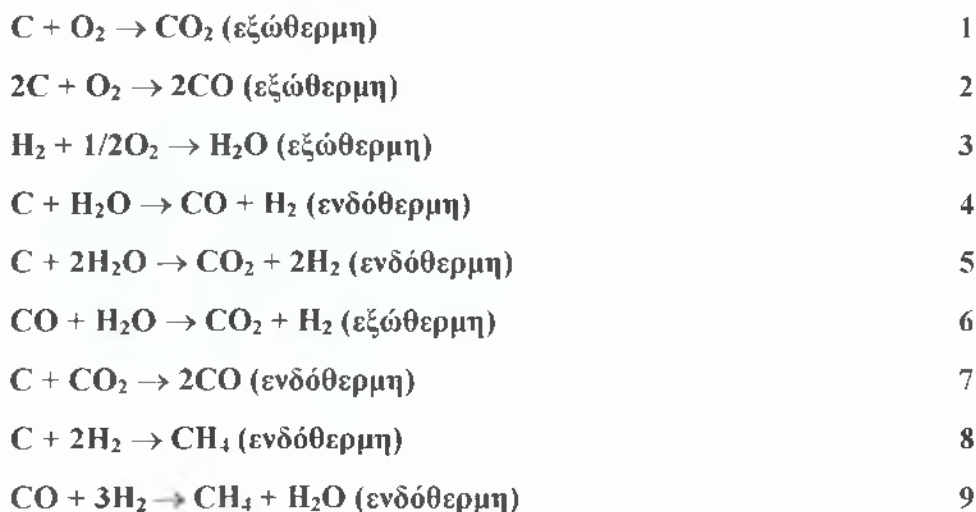 C + O₂ → CO₂ (εξώθερμη) 1
2C + O₂ → 2CO (εξώθερμη) 2
H₂ + 1/2O₂ → H₂O (εξώθερμη) 3
C + H₂O → CO + H₂ (ενδόθερμη) 4
C + 2H₂O → CO₂ + 2H₂ (ενδόθερμη) 5
CO + H₂O → CO₂ + H₂ (εξώθερμη) 6
C + CO₂ → 2CO (ενδόθερμη) 7
C + 2H₂ → CH₄ (ενδόθερμη) 8
CO + 3H₂ → CH₄ + H₂O (ενδόθερμη) 9